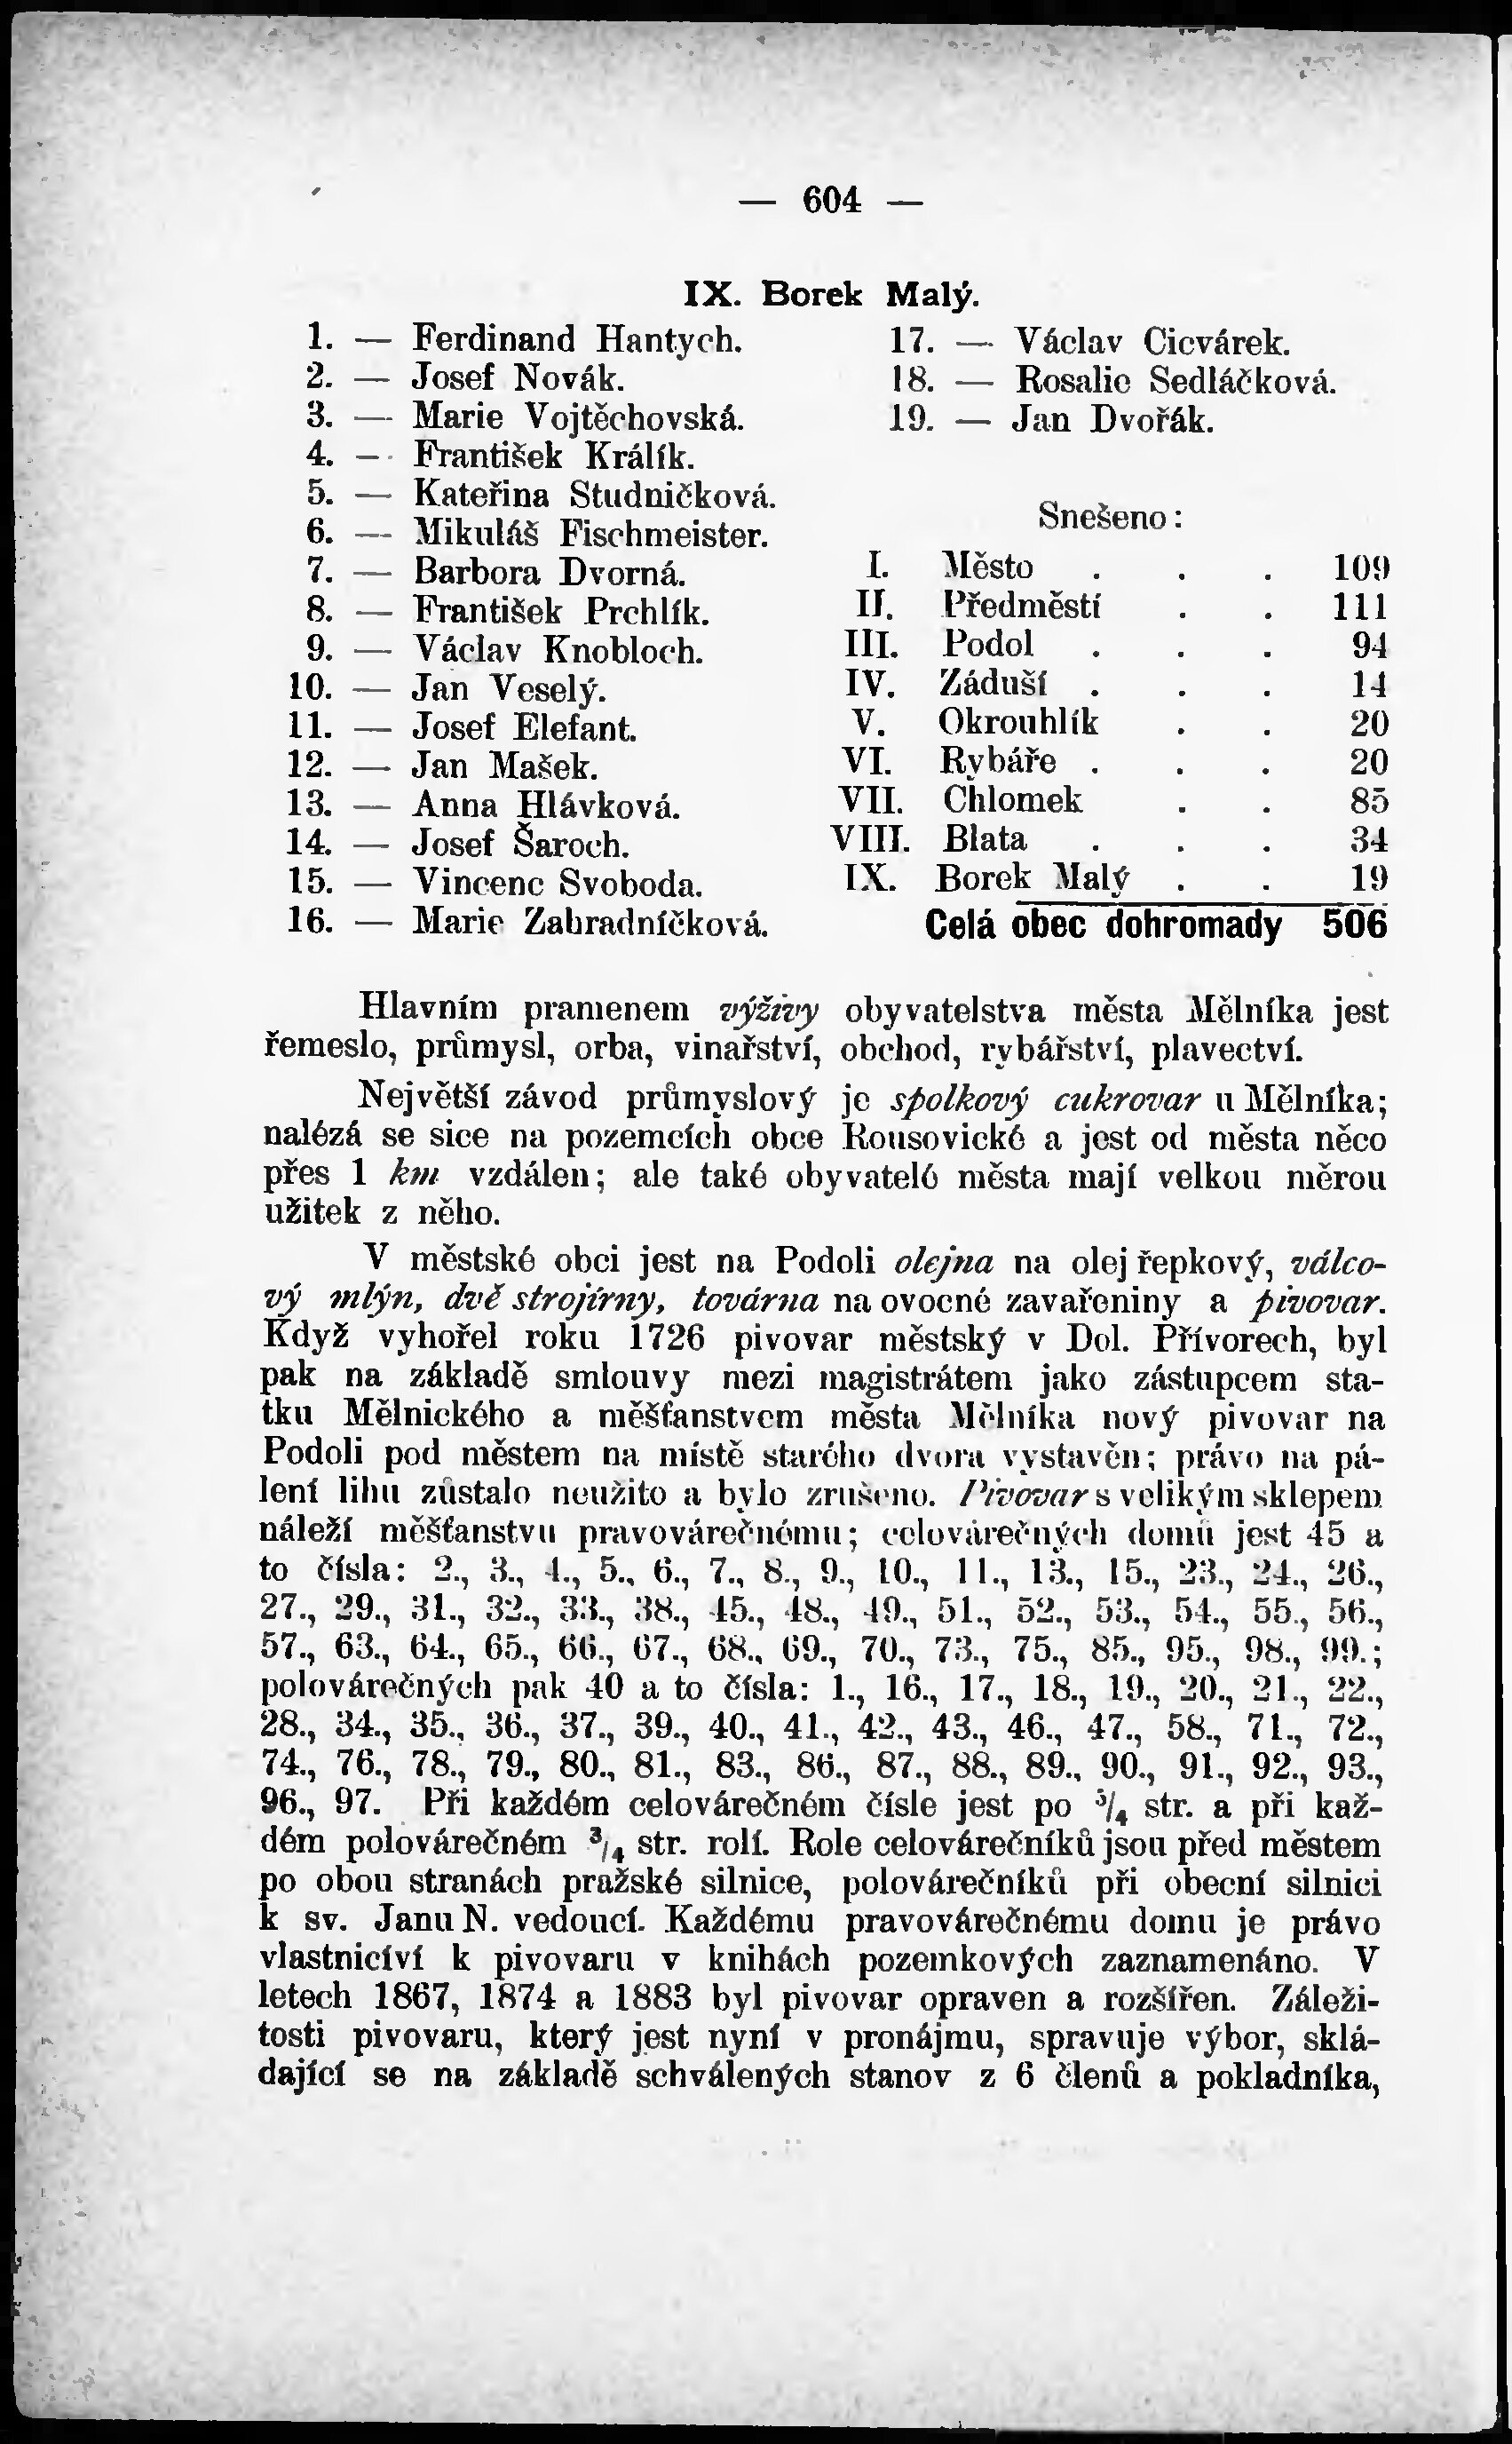 — 604 —
IX. Borek Malý.
1. — Ferdinand Hantych.
2. — Josef Novák.
3. — Marie Vojtěchovská.
4. — František Králík.
5. — Kateřina Studničková.
6. — Mikuláš Fischmeister.
7. — Barbora Dvorná.
8. — František Prchlík.
9. — Václav Knobloch.
10. — Jan Veselý.
11. — Josef Elefant.
12. — Jan Mašek.
13. — Anna Hlávková.
14. — Josef Šaroch.
15. — Vincenc Svoboda.
16. — Marie Zahradníčková.
17. — Václav Cicvárek.
18. — Rosalie Sedláčková.
19. — Jan Dvořák.
Snešeno:
I. Město . . . 109
II. Předměstí . . 111
III. Podol . . . 94
IV. Záduší . . . 14
V. Okrouhlík . . 20
VI. Rybáře . . . 20
VII. Chlomek . . 85
VIII. Blata . . . 34
IX. Borek Malý . . 19
Celá obec dohromady 506
Hlavním pramenem výživy obyvatelstva města Mělníka jest
řemeslo, průmysl, orba, vinařství, obchod, rybářství, plavectví.
Největší závod průmyslový je spolkový cukrovar u Mělníka;
nalézá se sice na pozemcích obce Rousovické a jest od města něco
přes 1 km vzdálen; ale také obyvatelé města mají velkou měrou
užitek z něho.
V městské obci jest na Podoli olejna na olej řepkový, válco-
vý mlýn, dvě strojírny, továrna na ovocné zavařeniny a pivovar.
Když vyhořel roku 1726 pivovar městský v Dol. Přívorech, byl
pak na základě smlouvy mezi magistrátem jako zástupcem sta-
tku Mělnického a měšťanstvem města Mělníka nový pivovar na
Podoli pod městem na místě starého dvora vystavěn; právo na pá-
lení lihu zůstalo neužito a bylo zrušeno. Pivovar s velikým sklepem
náleží měšťanstvu pravovárečnému; celovárečných domů jest 45 a
to čísla: 2., 3., 4., 5., 6., 7., 8., 9., 10., 11., 13., 15., 23., 24., 26.,
27., 29., 31., 32., 33., 38., 45., 48., 49., 51., 52., 53., 54., 55., 56.,
57., 63., 64., 65., 66., 67., 68., 69., 70., 73., 75., 85., 95., 98., 99.;
polovárečných pak 40 a to čísla: 1., 16., 17., 18., 19., 20., 21., 22.,
28., 34., 35., 36., 37., 39., 40., 41., 42., 43., 46., 47., 58., 71., 72.,
74., 76., 78., 79., 80., 81., 83., 86., 87., 88., 89., 90., 91., 92., 93.,
96., 97. Při každém celovárečném čísle jest po ⁵/₄ str. a při kaž-
dém polovárečném ³/₄ str. rolí. Role celovárečníků jsou před městem
po obou stranách pražské silnice, polovárečníků při obecní silnici
k sv. Janu N. vedoucí. Každému pravovárečnému domu je právo
vlastnicíví k pivovaru v knihách pozemkových zaznamenáno. V
letech 1867, 1874 a 1883 byl pivovar opraven a rozšířen. Záleži-
tosti pivovaru, který jest nyní v pronájmu, spravuje výbor, sklá-
dající se na základě schválených stanov z 6 členů a pokladníka,